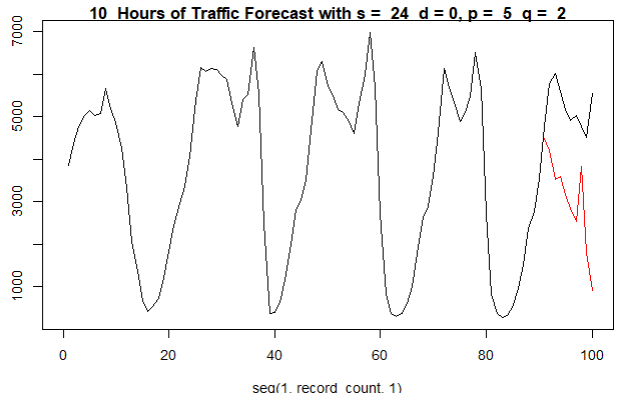 10 Hours of Traffic Forecast with s = 24 d = 0, p = 5 q = 2
7000
5000
3000
1000
0 20 40 60 80 100
seq(1, record_count, 1)